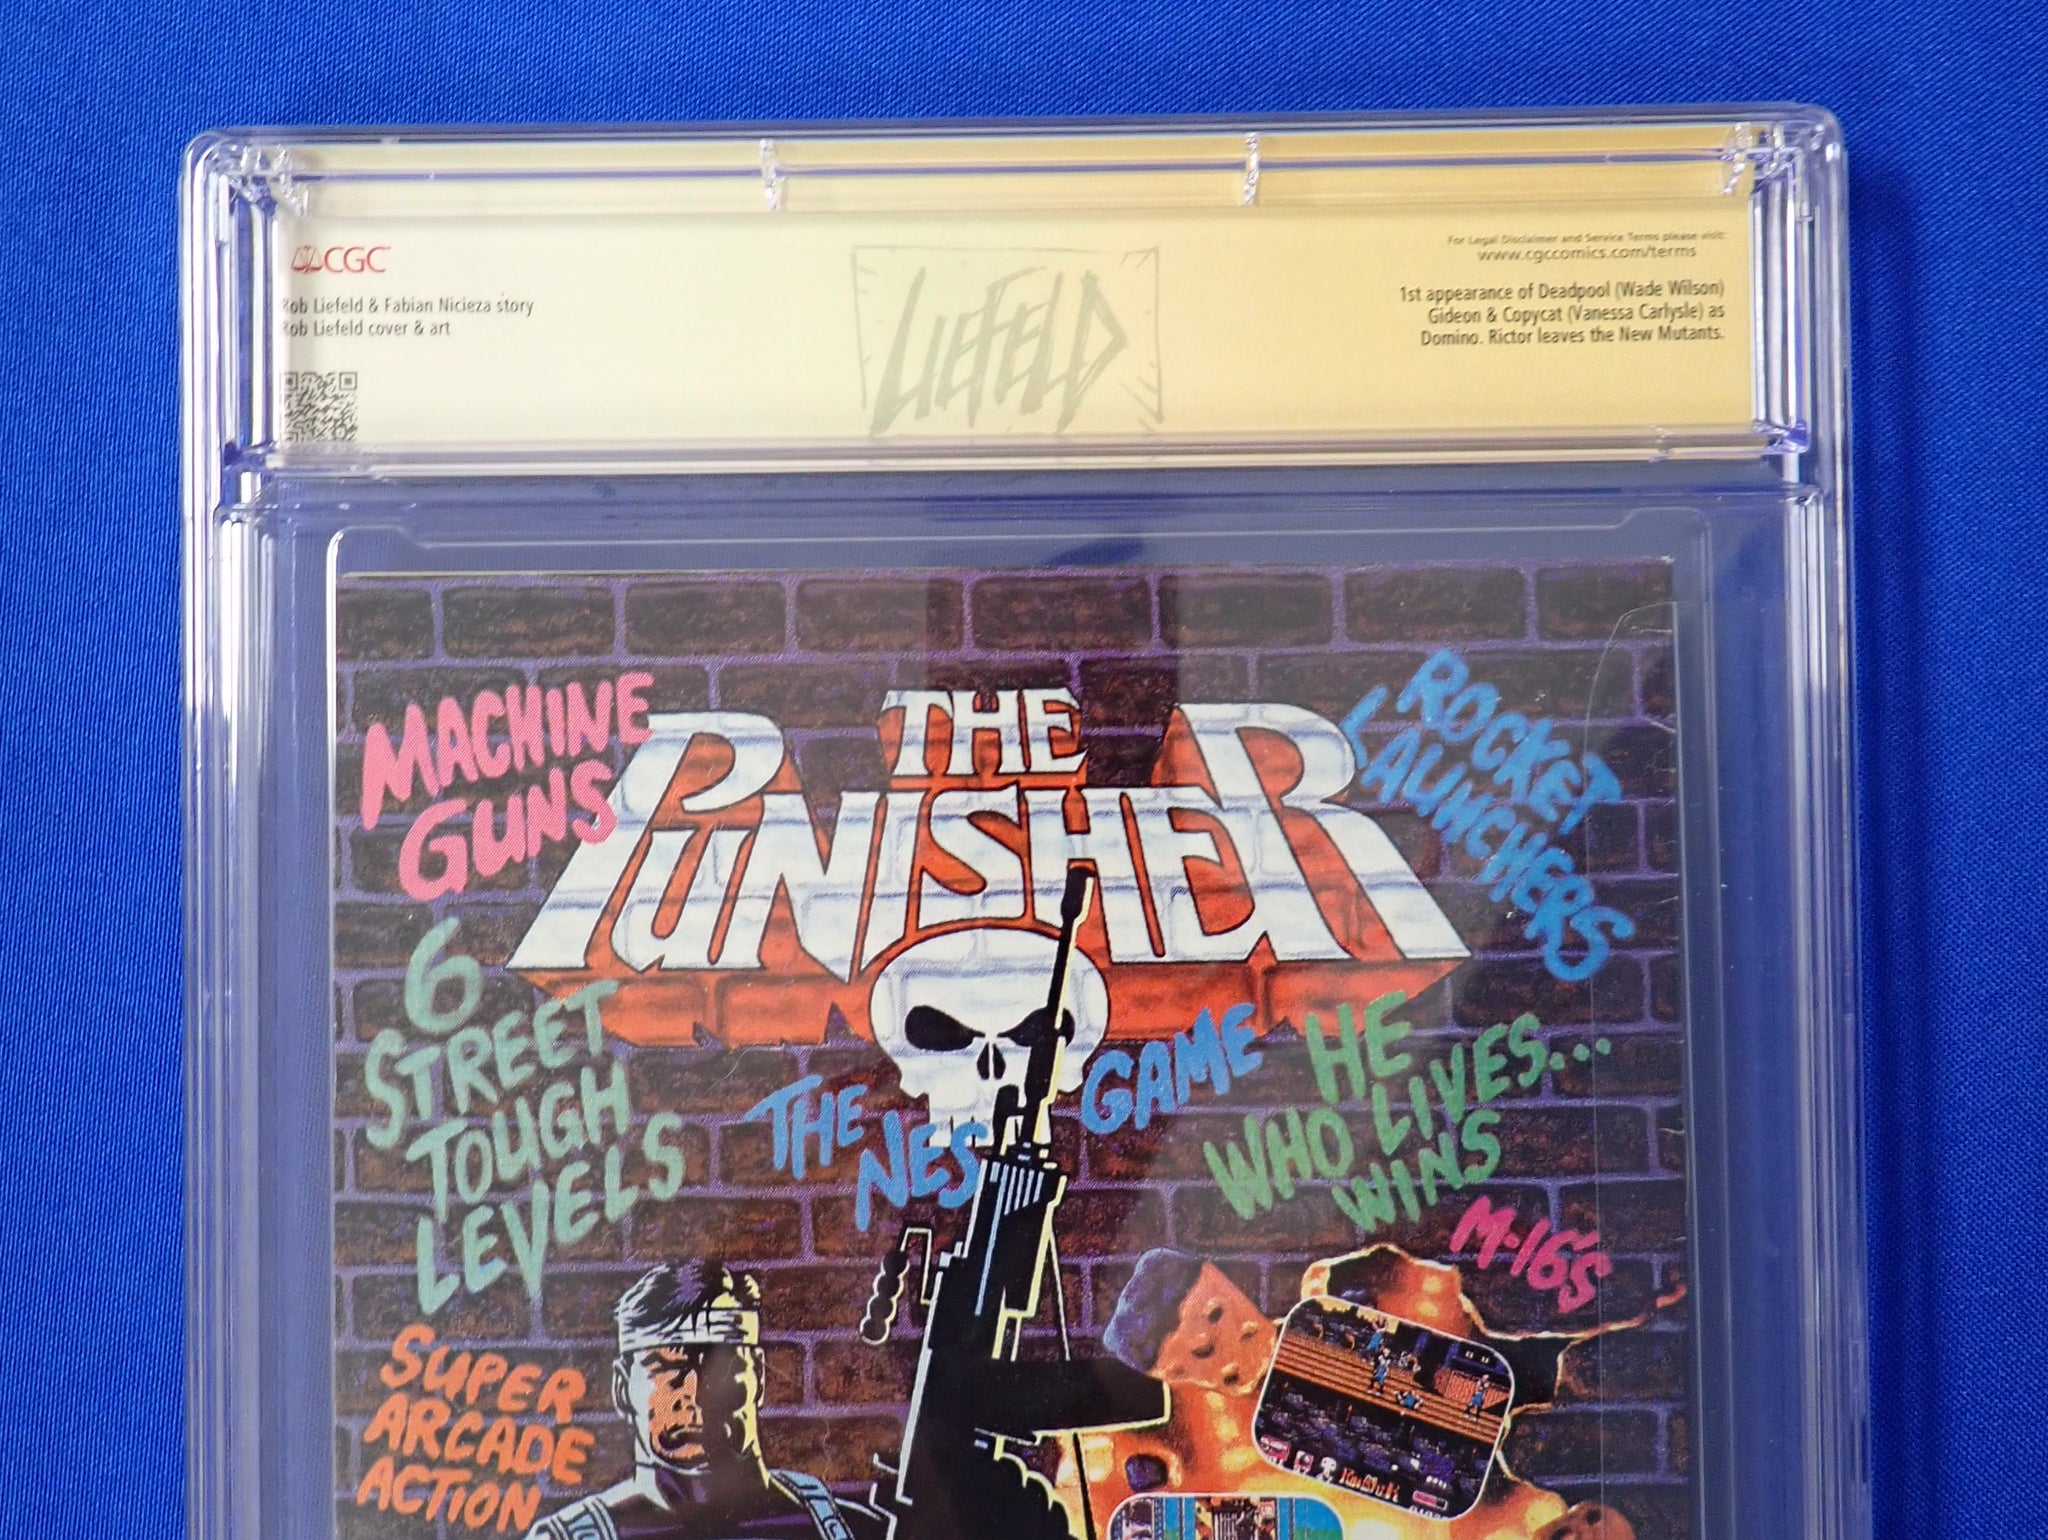 CGC
Rob Liefeld & Fabian Nicieza story
Rob Liefeld cover & art
LIEFELD
For Legal Disclaimer and Service Terms please visit:
www.cgccomics.com/terms
1st appearance of Deadpool (Wade Wilson)
Gideon & Copycat (Vanessa Carlysle) as
Domino. Rictor leaves the New Mutants.
MACHINE
GUNS
THE
PUNISHER
ROCKET
LAUNCHERS
6
STREET
TOUGH
LEVELS
THE
NES
GAME
HE
WHO LIVES...
WINS
M-16'S
SUPER
ARCADE
ACTION